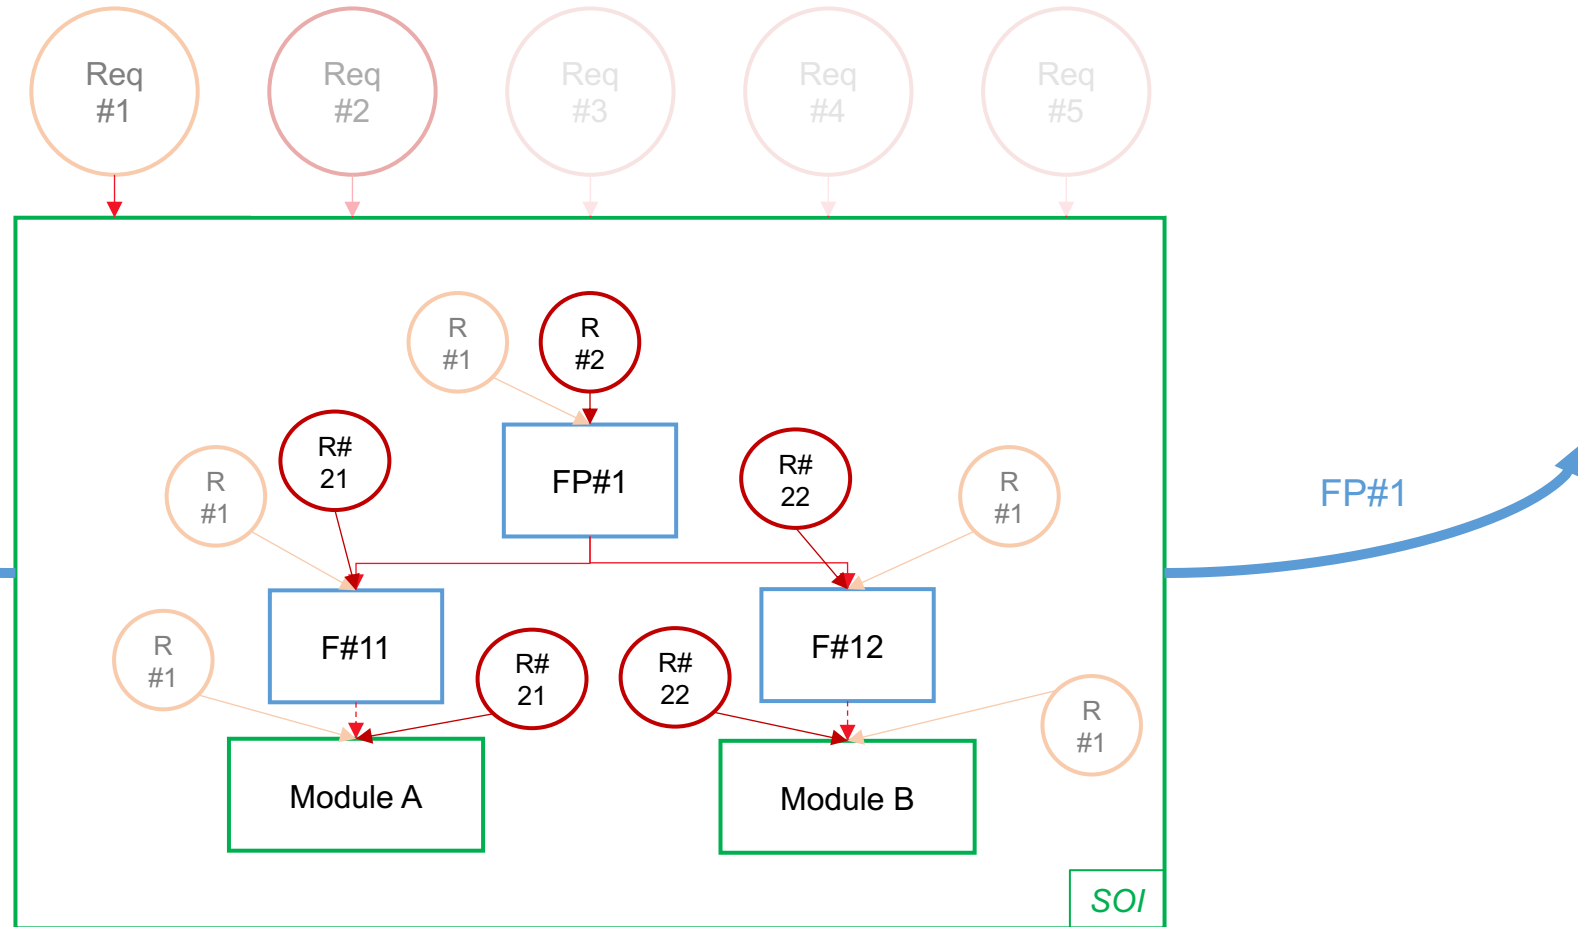 Req
#1
Req
#2
Req
#3
Req
#4
Req
#5
R
#1
R
#2
R#
21
R
#1
FP#1
R#
22
R
#1
FP#1
F#11
F#12
R
#1
R#
21
R#
22
R
#1
Module A
Module B
SOI